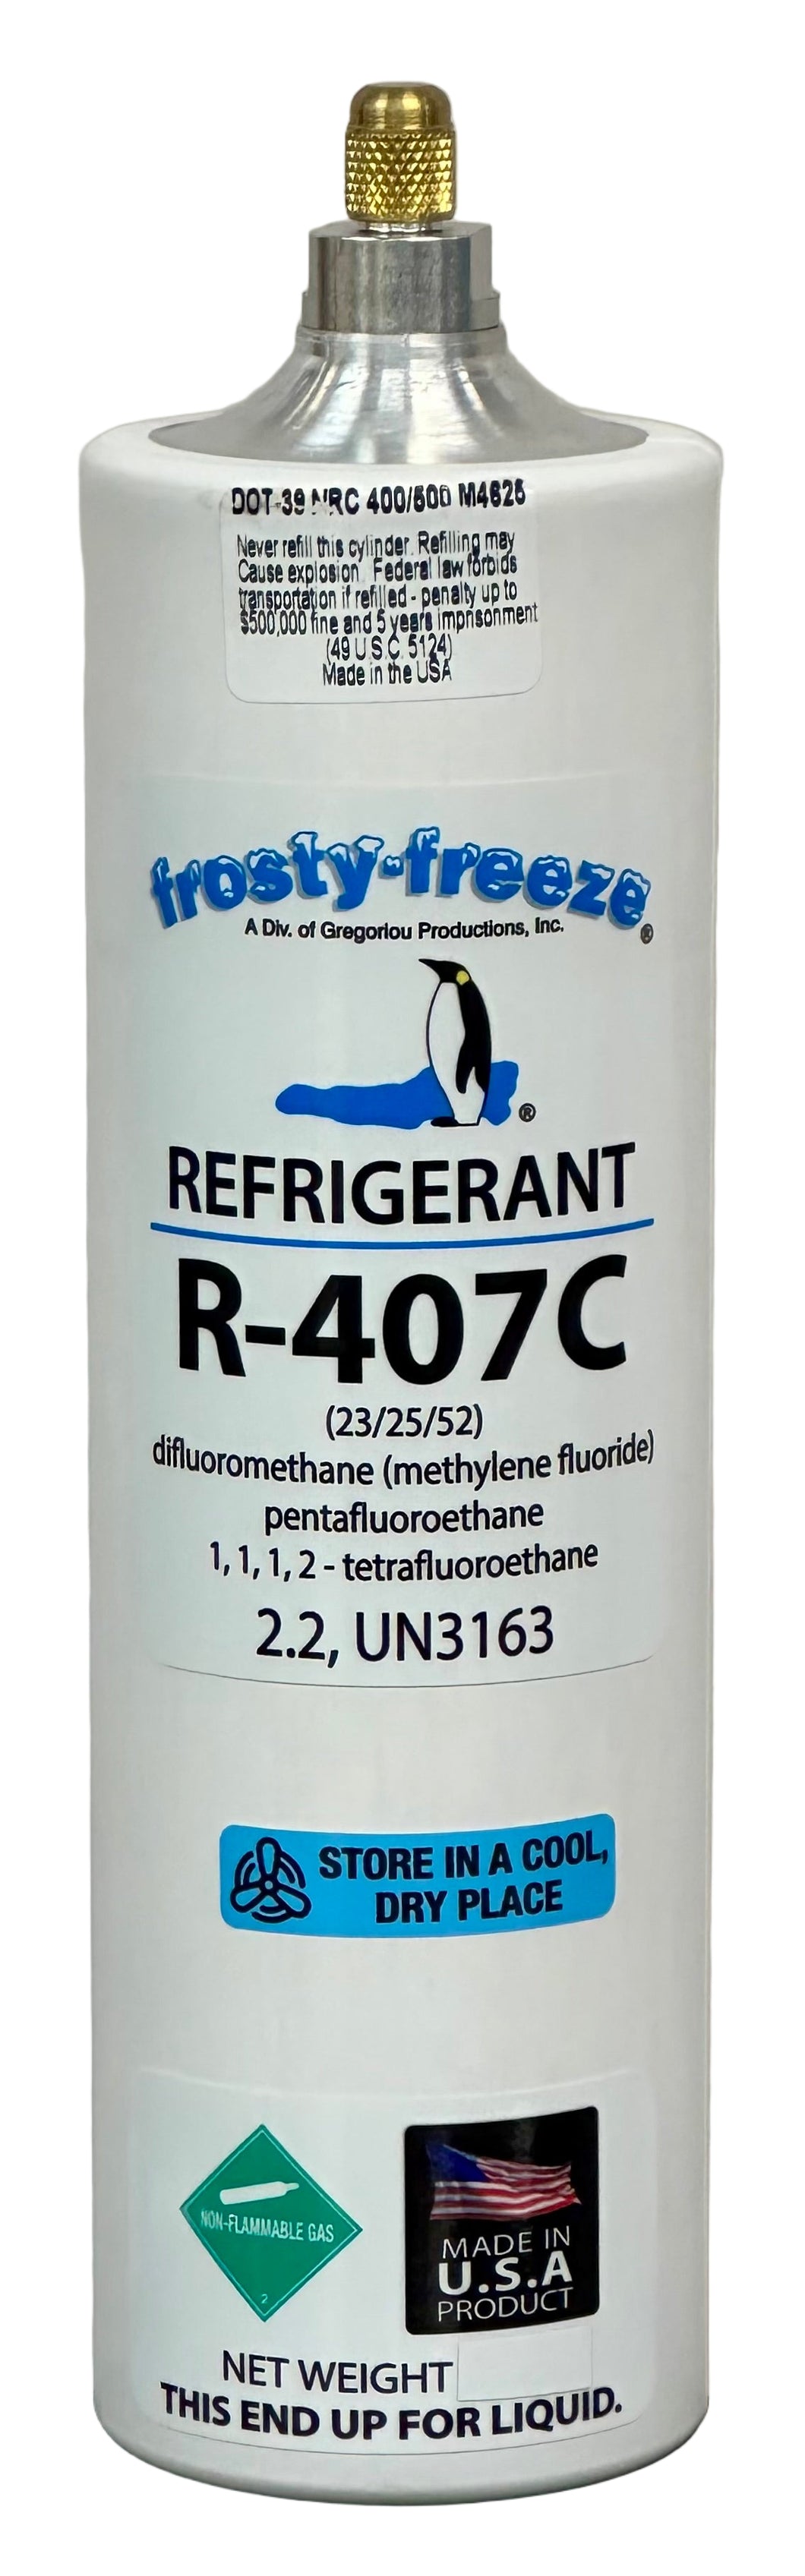 DOT-39 NRC 400/500 M4626
Never refill this cylinder. Refilling may
Cause explosion. Federal law forbids
transportation if refilled - penalty up to
$500,000 fine and 5 years imprisonment
(49 U.S.C. 5124)
Made in the USA
frosty-freeze®
A Div. of Gregoriou Productions, Inc.
®
REFRIGERANT
R-407C
(23/25/52)
difluoromethane (methylene fluoride)
pentafluoroethane
1, 1, 1, 2 - tetrafluoroethane
2.2, UN3163
STORE IN A COOL,
DRY PLACE
NON-FLAMMABLE GAS
2
MADE IN
U.S.A
PRODUCT
NET WEIGHT
THIS END UP FOR LIQUID.